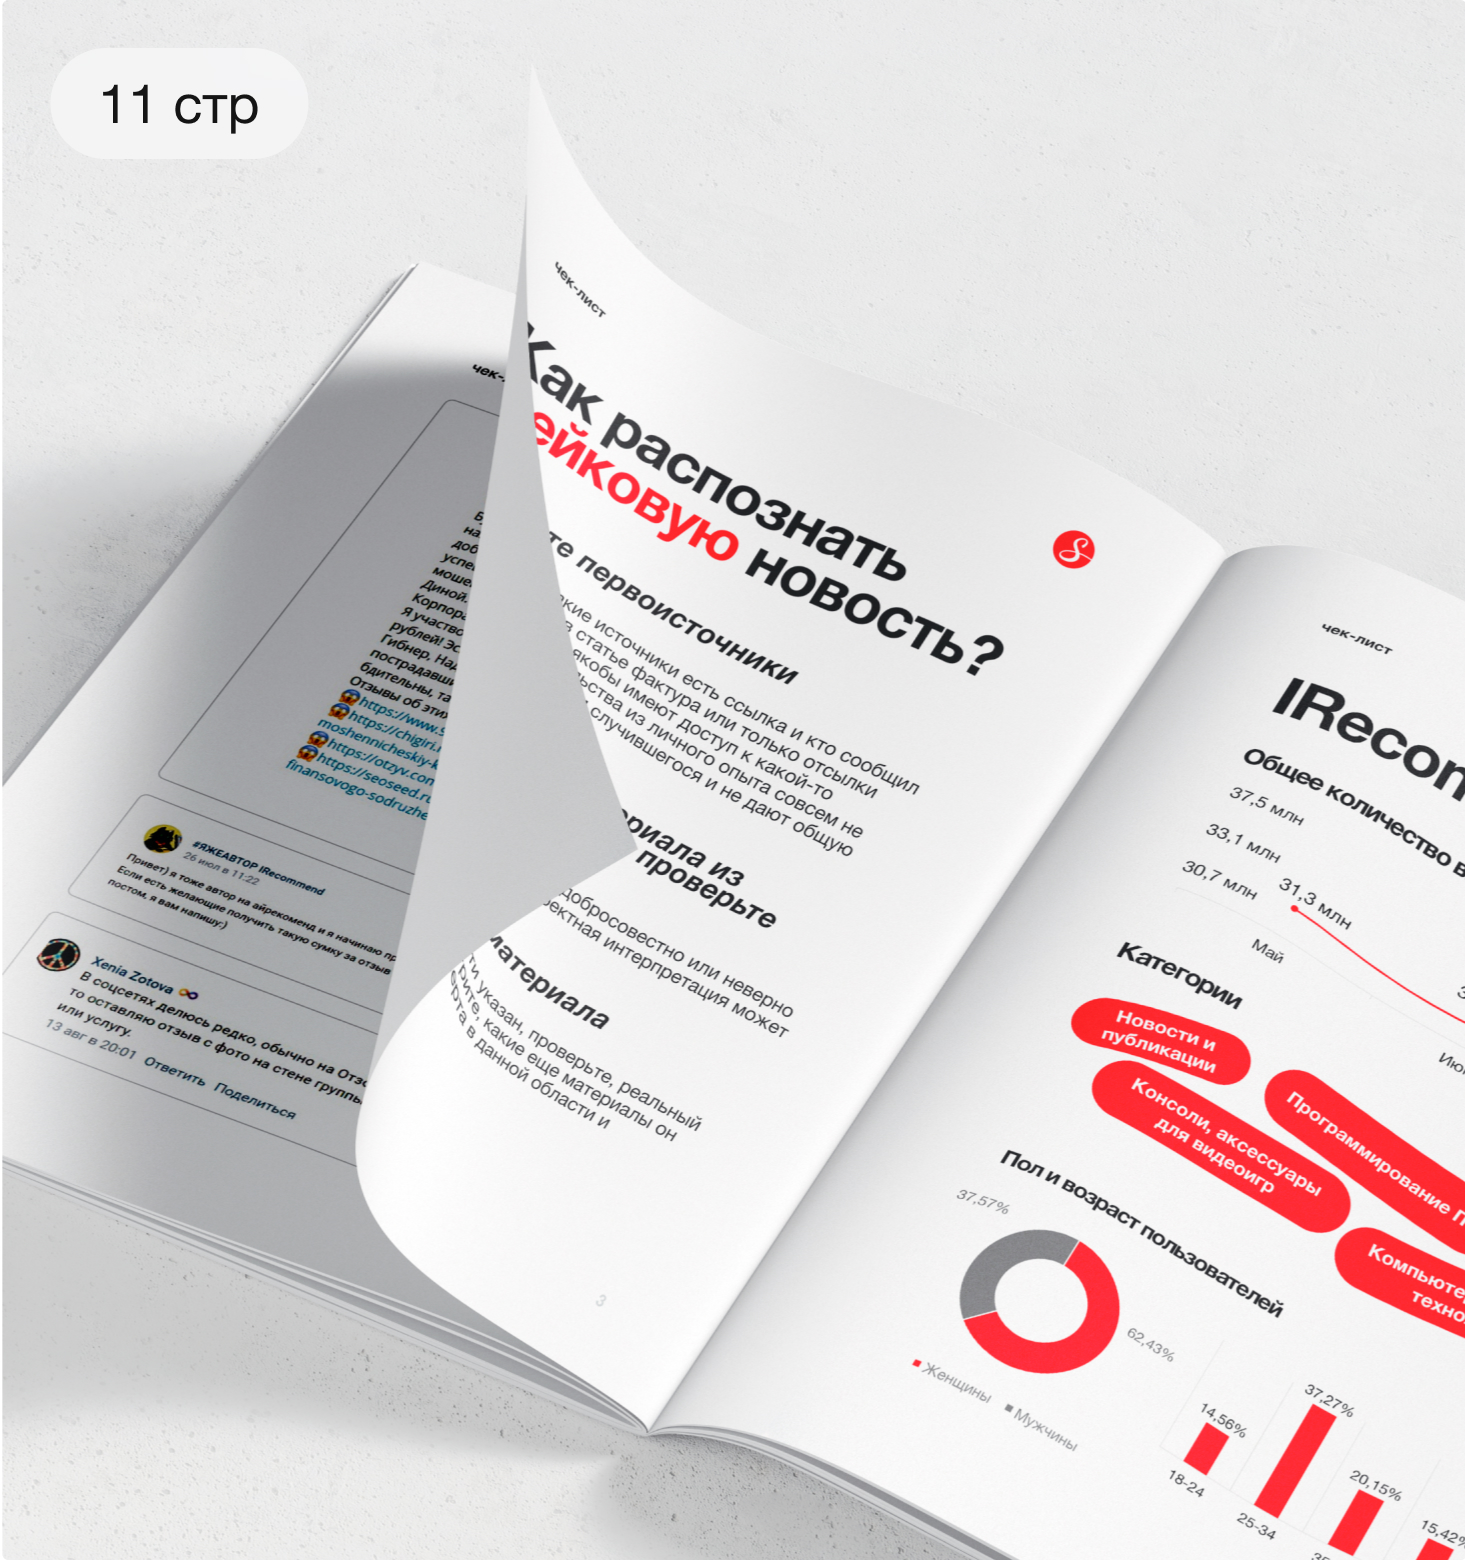 11 стр
чек-лист
Как распознать
ейковую новость?
те первоисточники
кие источники есть ссылка и кто сообщил
в статье фактура или только отсылки
якобы имеют доступ к какой-то
ства из личного опыта совсем не
случившегося и не дают общую
риала из
проверьте
добросовестно или неверно
ектная интерпретация может
материала
ти указан, проверьте, реальный
рите, какие еще материалы он
ерта в данной области и
3
чек-
на
доб
успе
моше
Диной.
Корпора
Я участво
рублей! Эс
Гибнер. Над
пострадавши
бдительны, та
Отзывы об этих
😱https://www.s
😱https://chigiri.r
moshennicheskiy-k
😱https://otzyv.com
😱https://seoseed.ru
finansovogo-sodruzhe
#ЯЖЕАВТОР IRecommend
26 июл в 11:22
Привет) я тоже автор на айрекоменд и я начинаю пр
Если есть желающие получить такую сумку за отзыв
постом, я вам напишу:)
Xenia Zotova
В соцсетях делюсь редко, обычно на Отзо
то оставляю отзыв с фото на стене группы
или услугу.
13 авг в 20:01 Ответить Поделиться
чек-лист
IRecom
Общее количество в
37,5 млн
33,1 млн
30,7 млн
31,3 млн
Май
Июн
Категории
Новости и
публикации
Консоли, аксессуары
для видеоигр
Программирование П
Компьюте
техно
Пол и возраст пользователей
37,57%
62,43%
Женщины
Мужчины
14,56%
37,27%
20,15%
15,42%
18-24
25-34